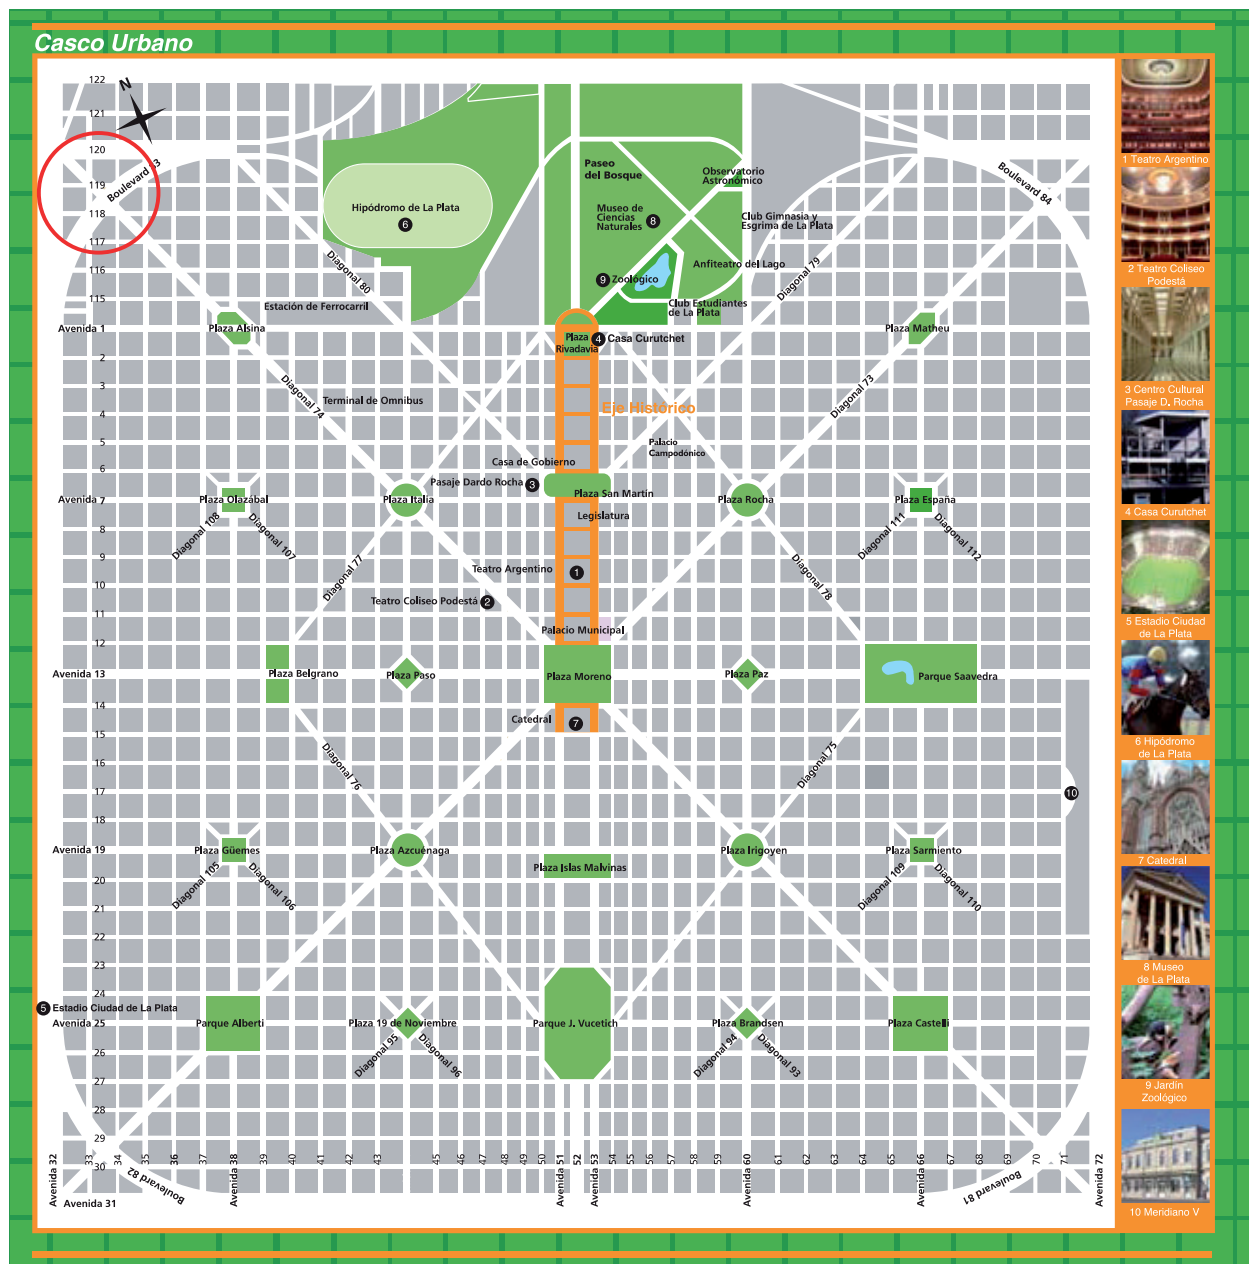 Casco Urbano
N
122
121
120
119
118
117
116
115
Avenida 1
2
3
4
5
6
Avenida 7
8
9
10
11
12
Avenida 13
14
15
16
17
18
Avenida 19
20
21
22
23
24
Avenida 25
26
27
28
29
30
Avenida 31
Boulevard 83
Boulevard 84
Paseo
del Bosque
Observatorio
Astronómico
Hipódromo de La Plata
6
Museo de
Ciencias
Naturales
8
Club Gimnasia y
Esgrima de La Plata
Diagonal 80
Anfiteatro del Lago
Diagonal 79
9
Zoológico
Estación de Ferrocarril
Club Estudiantes
de La Plata
Plaza Alsina
Plaza Matheu
Plaza
Rivadavia
4
Casa Curutchet
Diagonal 74
Terminal de Omnibus
Eje Histórico
Diagonal 73
Palacio
Campodónico
Casa de Gobierno
Pasaje Dardo Rocha
3
Plaza San Martín
Plaza Olazábal
Plaza Italia
Plaza Rocha
Plaza España
Legislatura
Diagonal 108
Diagonal 107
Diagonal 111
Diagonal 112
Diagonal 77
Teatro Argentino
1
Diagonal 78
Teatro Coliseo Podestá
2
Palacio Municipal
Plaza Belgrano
Plaza Paso
Plaza Moreno
Plaza Paz
Parque Saavedra
Catedral
7
Diagonal 76
Diagonal 75
10
Plaza Güemes
Plaza Azcuénaga
Plaza Islas Malvinas
Plaza Irigoyen
Plaza Sarmiento
Diagonal 105
Diagonal 106
Diagonal 109
Diagonal 110
5
Estadio Ciudad de La Plata
Parque Alberti
Plaza 19 de Noviembre
Parque J. Vucetich
Plaza Brandsen
Plaza Castelli
Diagonal 95
Diagonal 96
Diagonal 94
Diagonal 93
Boulevard 82
Boulevard 81
Avenida 32
33
34
35
36
37
Avenida 38
39
40
41
42
43
45
46
47
48
49
50
Avenida 51
52
Avenida 53
54
55
56
57
58
59
Avenida 60
61
62
63
64
65
Avenida 66
67
68
69
70
71
Avenida 72
1 Teatro Argentino
2 Teatro Coliseo
Podestá
3 Centro Cultural
Pasaje D. Rocha
4 Casa Curutchet
5 Estadio Ciudad
de La Plata
6 Hipódromo
de La Plata
7 Catedral
8 Museo
de La Plata
9 Jardín
Zoológico
10 Meridiano V